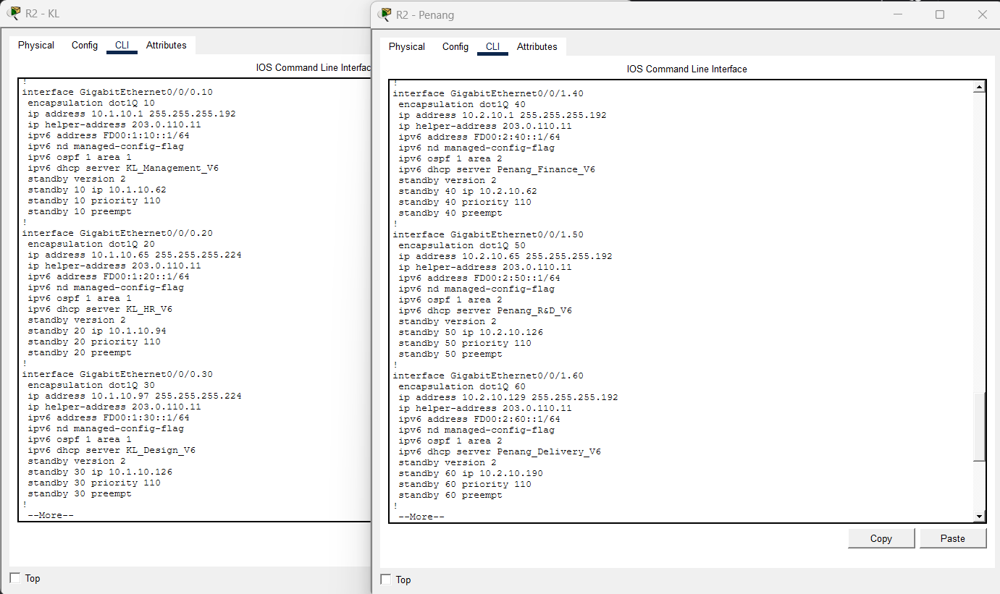 R2 - KL
Physical Config CLI Attributes
IOS Command Line Interfac
!
interface GigabitEthernet0/0/0.10
encapsulation dot1Q 10
ip address 10.1.10.1 255.255.255.192
ip helper-address 203.0.110.11
ipv6 address FD00:1:10::1/64
ipv6 nd managed-config-flag
ipv6 ospf 1 area 1
ipv6 dhcp server KL_Management_V6
standby version 2
standby 10 ip 10.1.10.62
standby 10 priority 110
standby 10 preempt
!
interface GigabitEthernet0/0/0.20
encapsulation dot1Q 20
ip address 10.1.10.65 255.255.255.224
ip helper-address 203.0.110.11
ipv6 address FD00:1:20::1/64
ipv6 nd managed-config-flag
ipv6 ospf 1 area 1
ipv6 dhcp server KL_HR_V6
standby version 2
standby 20 ip 10.1.10.94
standby 20 priority 110
standby 20 preempt
!
interface GigabitEthernet0/0/0.30
encapsulation dot1Q 30
ip address 10.1.10.97 255.255.255.224
ip helper-address 203.0.110.11
ipv6 address FD00:1:30::1/64
ipv6 nd managed-config-flag
ipv6 ospf 1 area 1
ipv6 dhcp server KL_Design_V6
standby version 2
standby 30 ip 10.1.10.126
standby 30 priority 110
standby 30 preempt
!
--More--
Top
R2 - Penang
Physical Config CLI Attributes
IOS Command Line Interface
!
interface GigabitEthernet0/0/1.40
encapsulation dot1Q 40
ip address 10.2.10.1 255.255.255.192
ip helper-address 203.0.110.11
ipv6 address FD00:2:40::1/64
ipv6 nd managed-config-flag
ipv6 ospf 1 area 2
ipv6 dhcp server Penang_Finance_V6
standby version 2
standby 40 ip 10.2.10.62
standby 40 priority 110
standby 40 preempt
!
interface GigabitEthernet0/0/1.50
encapsulation dot1Q 50
ip address 10.2.10.65 255.255.255.192
ip helper-address 203.0.110.11
ipv6 address FD00:2:50::1/64
ipv6 nd managed-config-flag
ipv6 ospf 1 area 2
ipv6 dhcp server Penang_R&D_V6
standby version 2
standby 50 ip 10.2.10.126
standby 50 priority 110
standby 50 preempt
!
interface GigabitEthernet0/0/1.60
encapsulation dot1Q 60
ip address 10.2.10.129 255.255.255.192
ip helper-address 203.0.110.11
ipv6 address FD00:2:60::1/64
ipv6 nd managed-config-flag
ipv6 ospf 1 area 2
ipv6 dhcp server Penang_Delivery_V6
standby version 2
standby 60 ip 10.2.10.190
standby 60 priority 110
standby 60 preempt
!
--More--
Copy Paste
Top